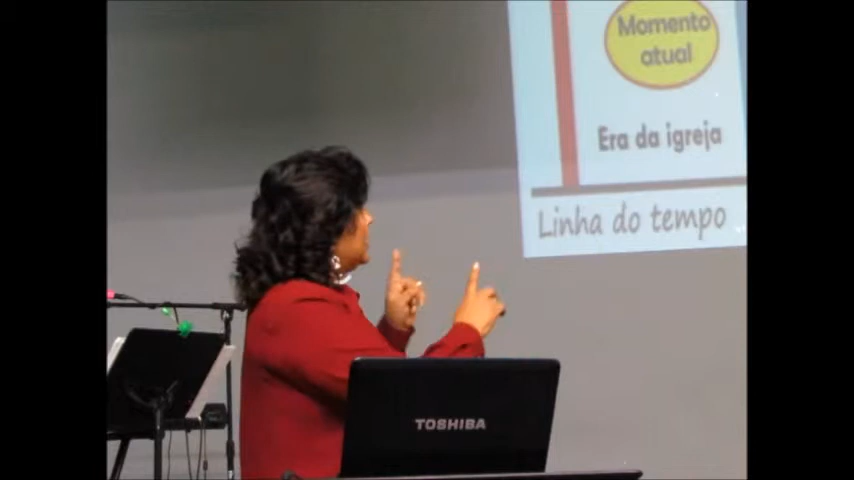 Momento
atual
Era da igreja
Linha do tempo
TOSHIBA